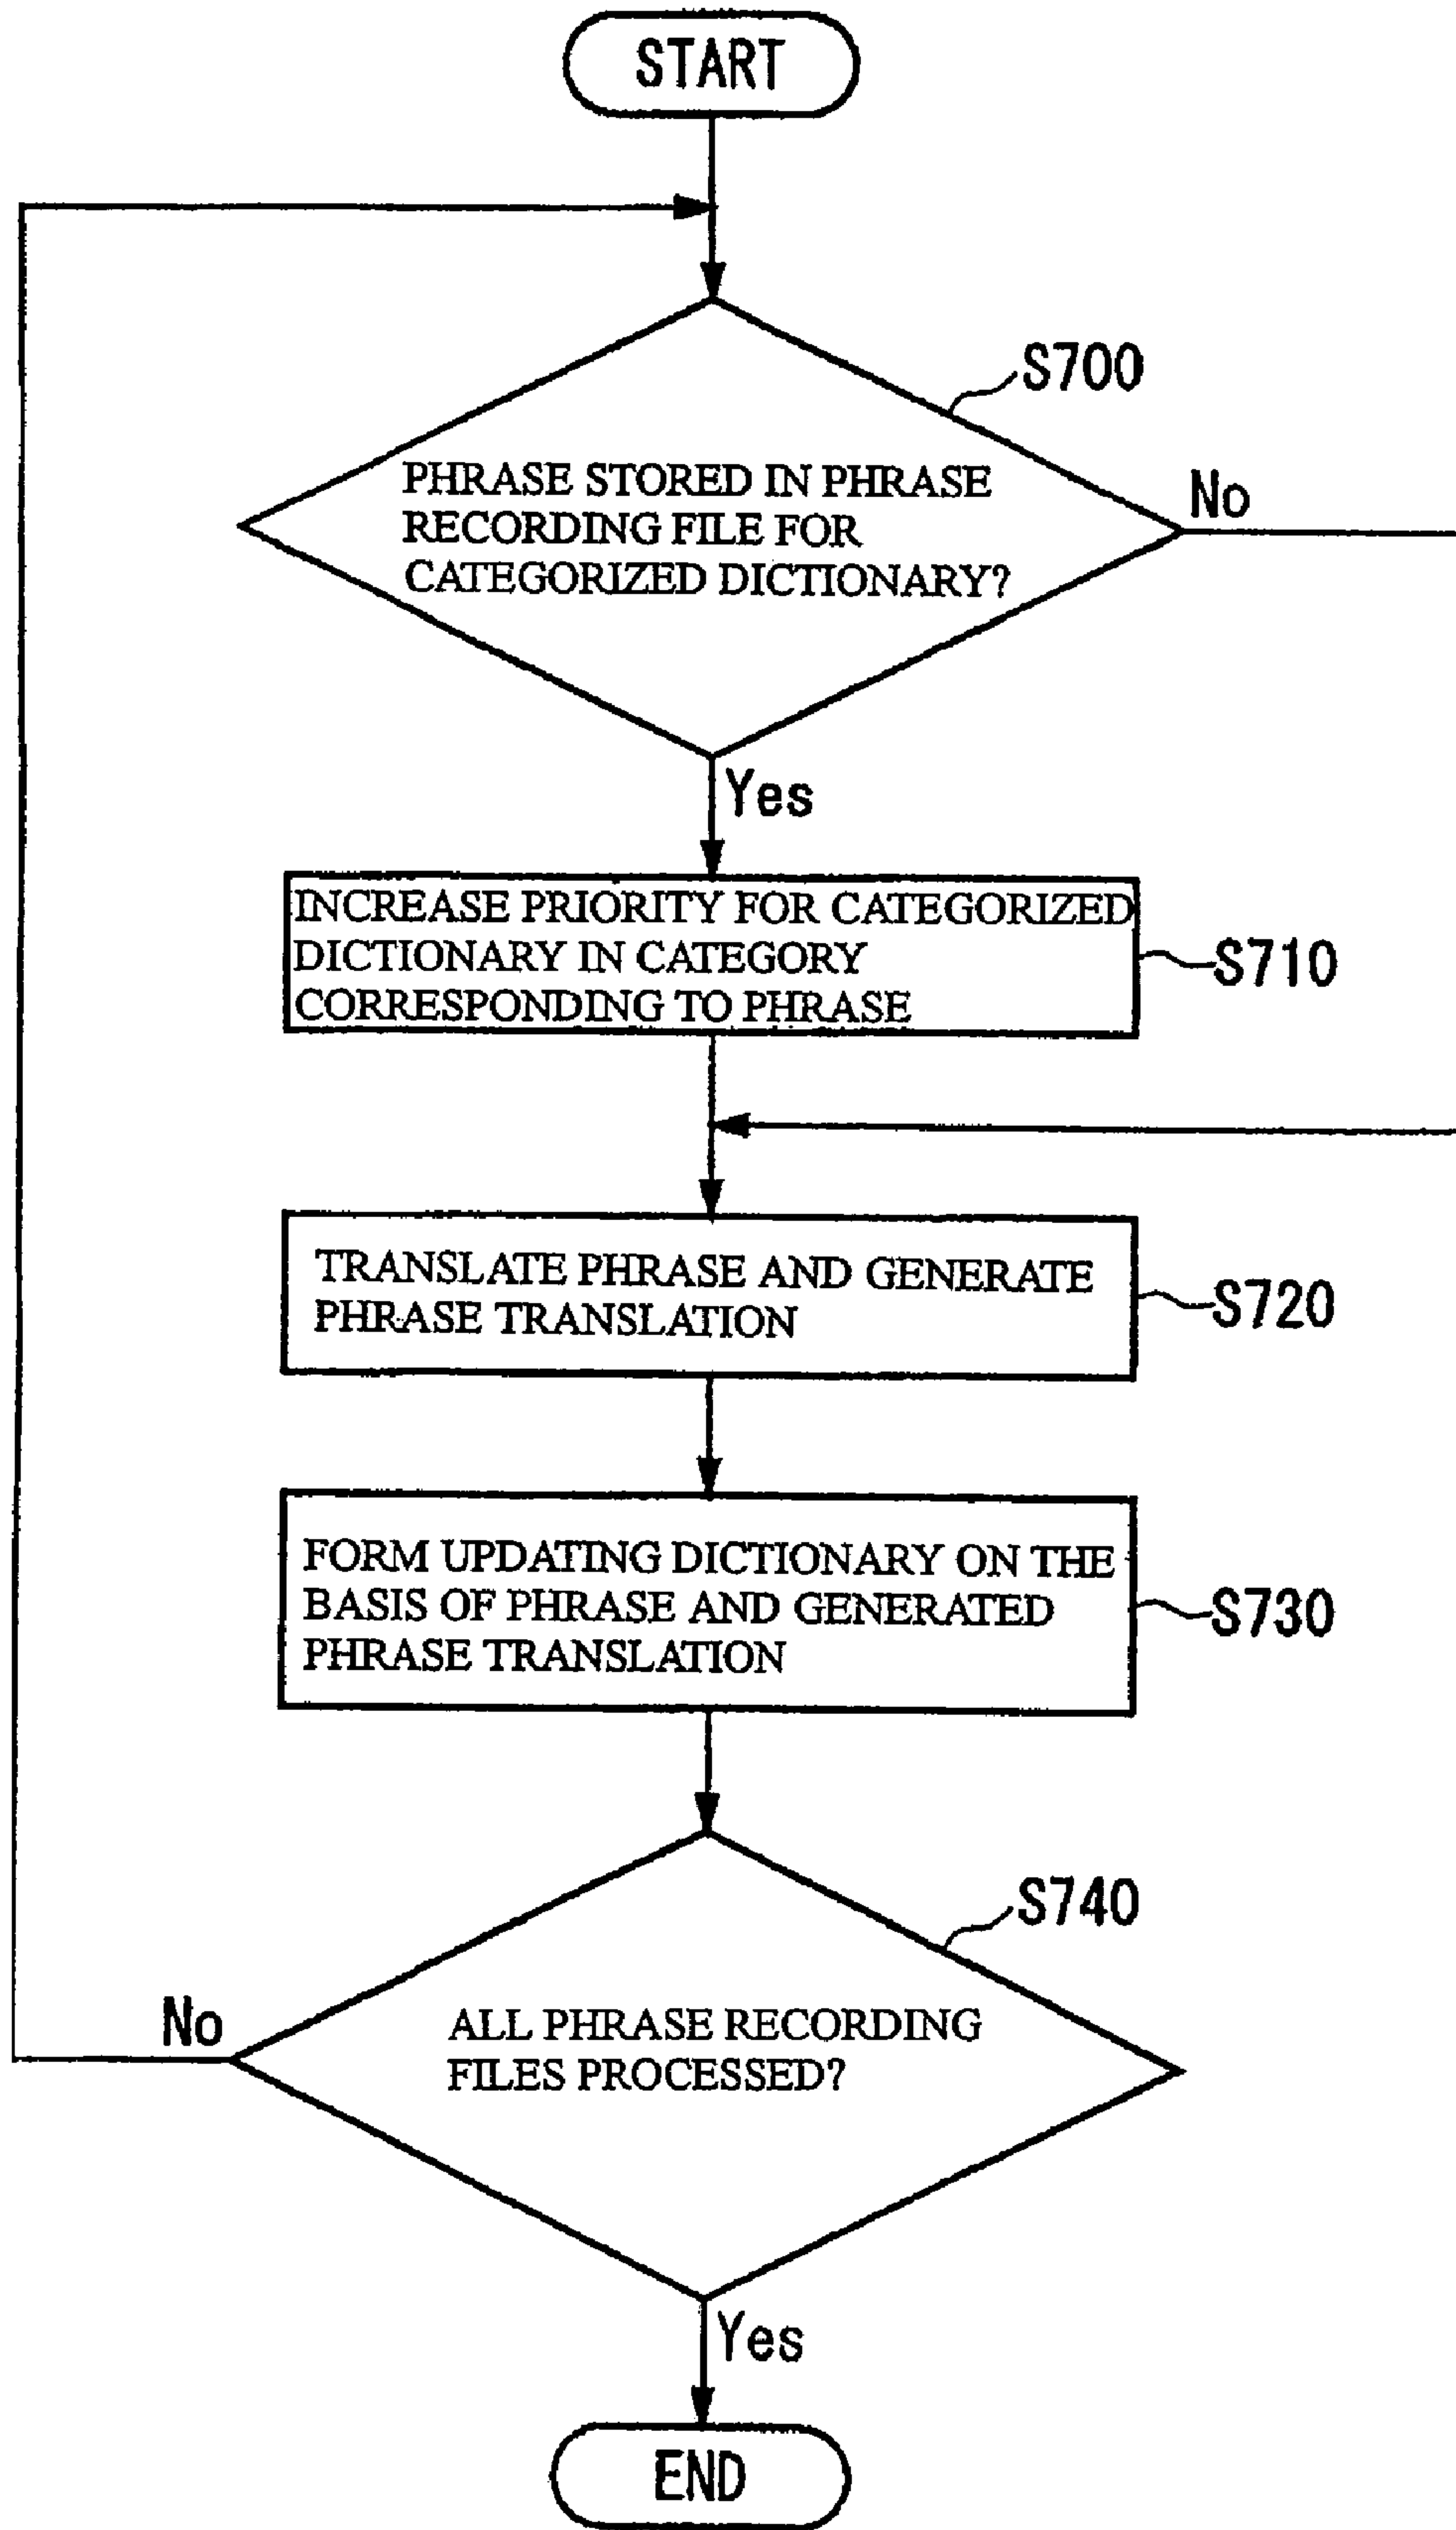 START
S700
PHRASE STORED IN PHRASE
RECORDING FILE FOR
CATEGORIZED DICTIONARY?
No
Yes
INCREASE PRIORITY FOR CATEGORIZED
DICTIONARY IN CATEGORY
CORRESPONDING TO PHRASE
S710
TRANSLATE PHRASE AND GENERATE
PHRASE TRANSLATION
S720
FORM UPDATING DICTIONARY ON THE
BASIS OF PHRASE AND GENERATED
PHRASE TRANSLATION
S730
S740
No
ALL PHRASE RECORDING
FILES PROCESSED?
Yes
END